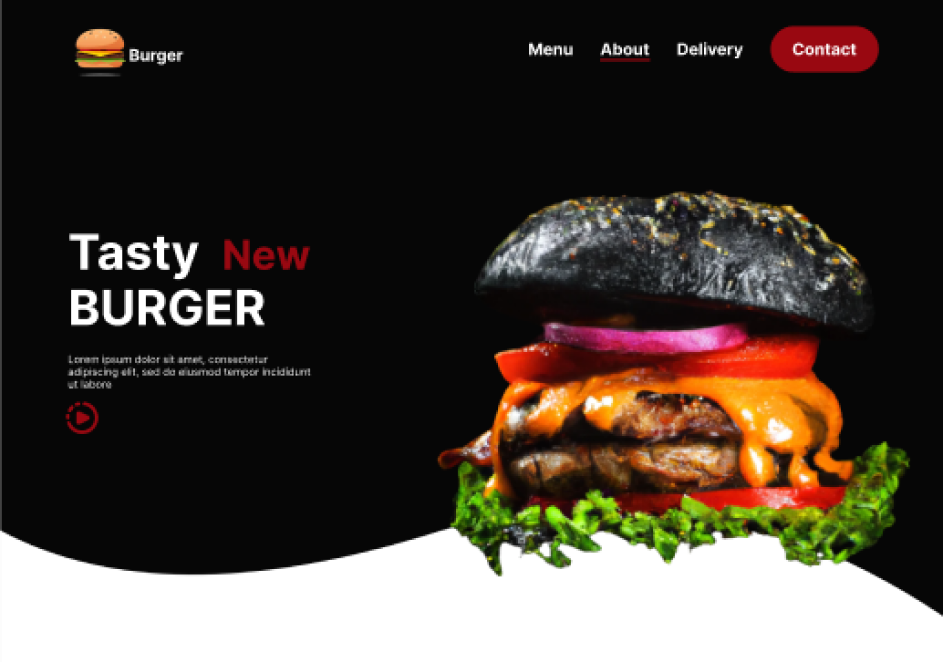 Burger
Menu About Delivery Contact
Tasty New
BURGER
Lorem ipsum dolor sit amet, consectetur
adipiscing elit, sed do eiusmod tempor incididunt
ut labore